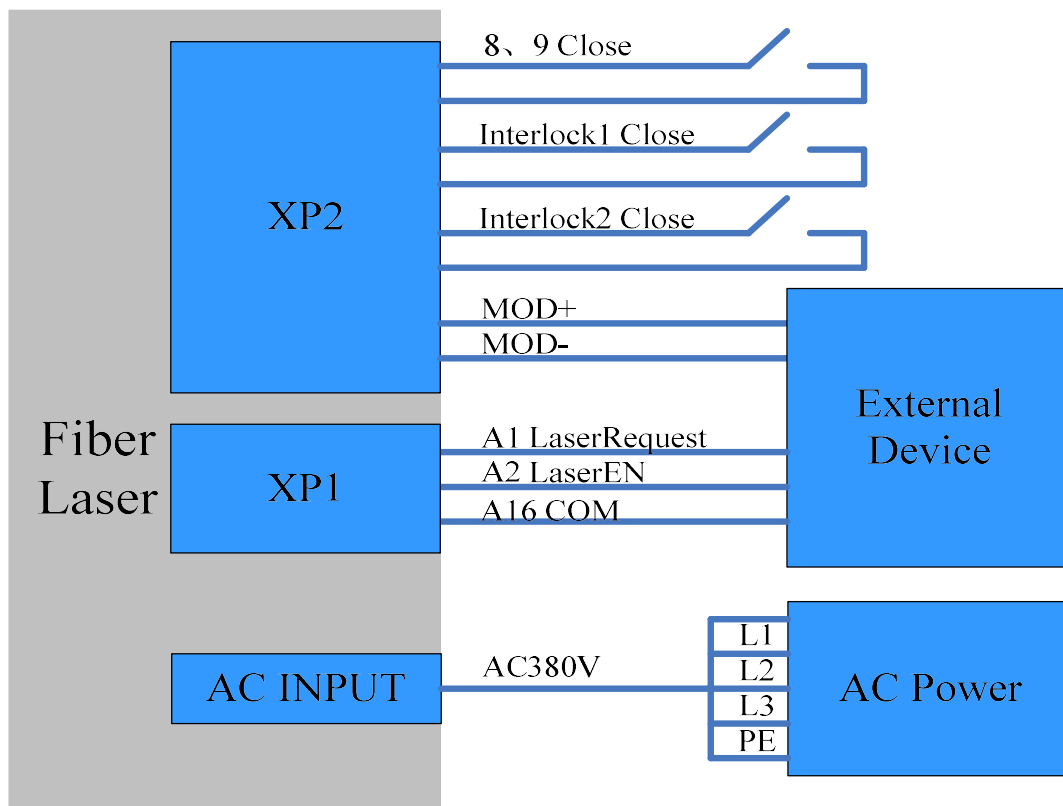 8、9 Close
Interlock1 Close
XP2
Interlock2 Close
MOD+
MOD-
External
Device
Fiber
Laser
A1 LaserRequest
XP1
A2 LaserEN
A16 COM
L1
AC INPUT
AC380V
L2
AC Power
L3
PE